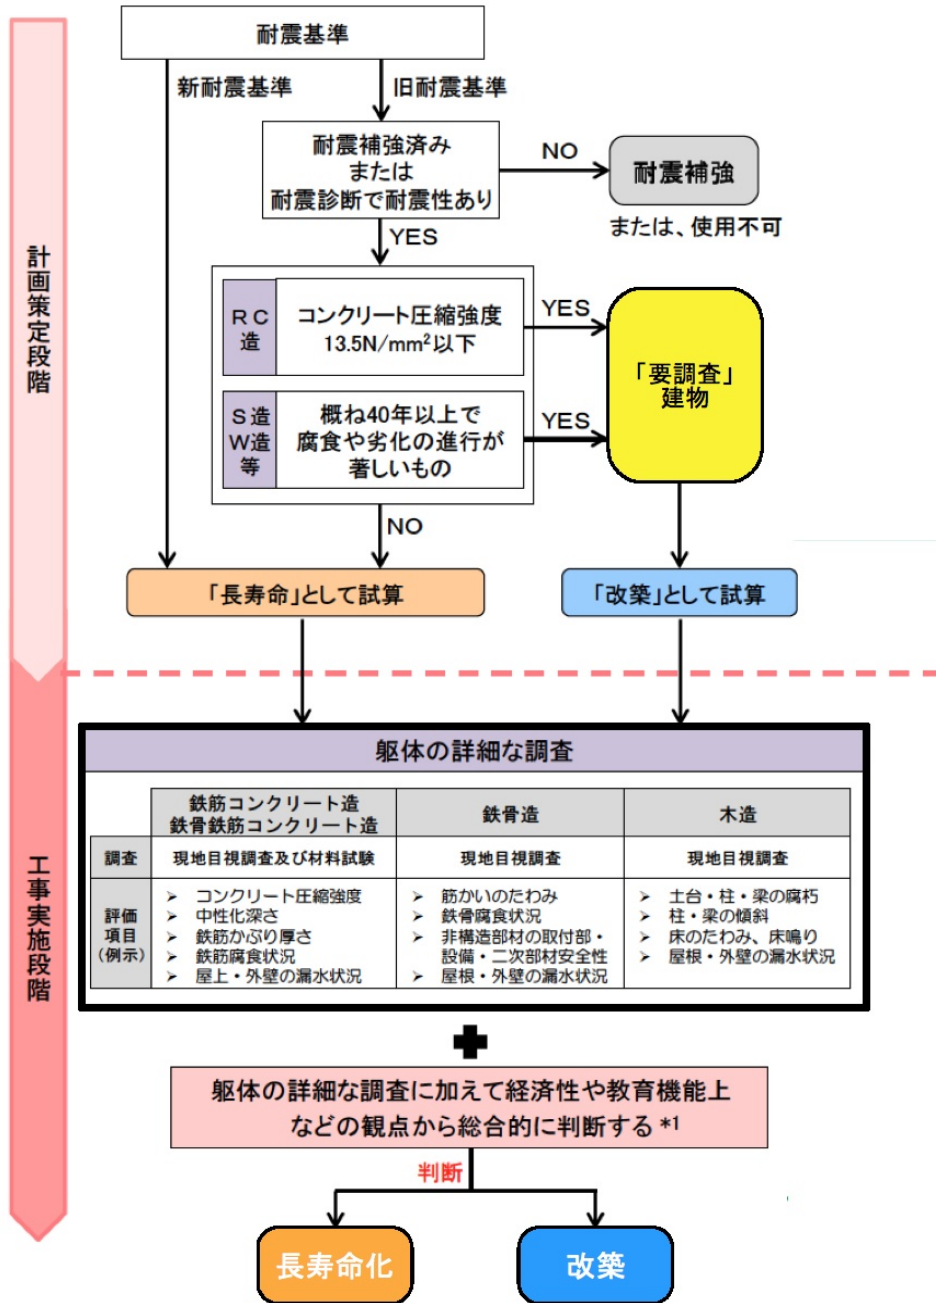 耐震基準
新耐震基準
旧耐震基準
耐震補強済み
または
耐震診断で耐震性あり
NO
耐震補強
または、使用不可
YES
計画策定段階
RC
造
コンクリート圧縮強度
13.5N/mm²以下
YES
「要調査」
建物
S造
W造
等
概ね40年以上で
腐食や劣化の進行が
著しいもの
YES
NO
「長寿命」として試算
「改築」として試算
工事実施段階
躯体の詳細な調査
鉄筋コンクリート造
鉄骨鉄筋コンクリート造
鉄骨造
木造
調査
現地目視調査及び材料試験
現地目視調査
現地目視調査
評価
項目
(例示)
➢ コンクリート圧縮強度
➢ 中性化深さ
➢ 鉄筋かぶり厚さ
➢ 鉄筋腐食状況
➢ 屋上・外壁の漏水状況
➢ 筋かいのたわみ
➢ 鉄骨腐食状況
➢ 非構造部材の取付部・
設備・二次部材安全性
➢ 屋根・外壁の漏水状況
➢ 土台・柱・梁の腐朽
➢ 柱・梁の傾斜
➢ 床のたわみ、床鳴り
➢ 屋根・外壁の漏水状況
躯体の詳細な調査に加えて経済性や教育機能上
などの観点から総合的に判断する *1
判断
長寿命化
改築